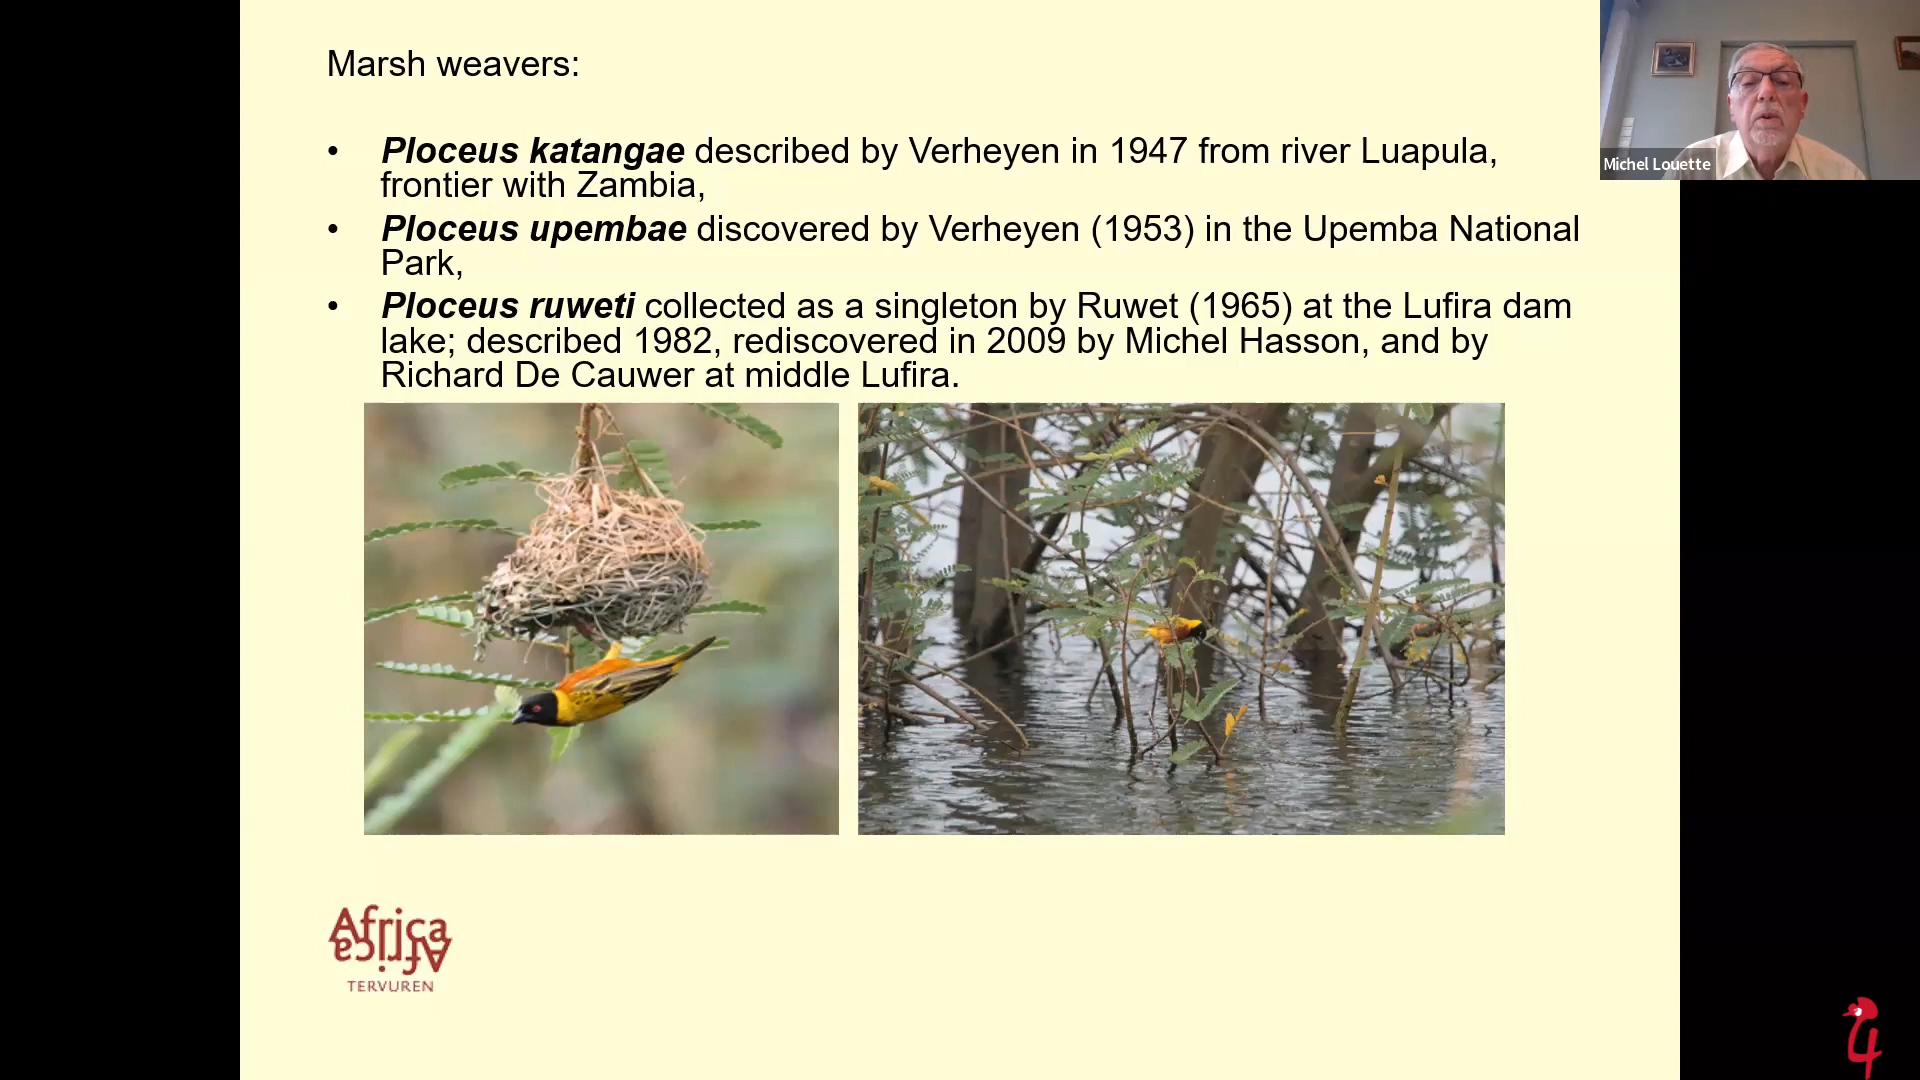 Marsh weavers:
• Ploceus katangae described by Verheyen in 1947 from river Luapula,
frontier with Zambia,
• Ploceus upembae discovered by Verheyen (1953) in the Upemba National
Park,
• Ploceus ruweti collected as a singleton by Ruwet (1965) at the Lufira dam
lake; described 1982, rediscovered in 2009 by Michel Hasson, and by
Richard De Cauwer at middle Lufira.
Michel Louette
Africa
Africa
TERVUREN
4